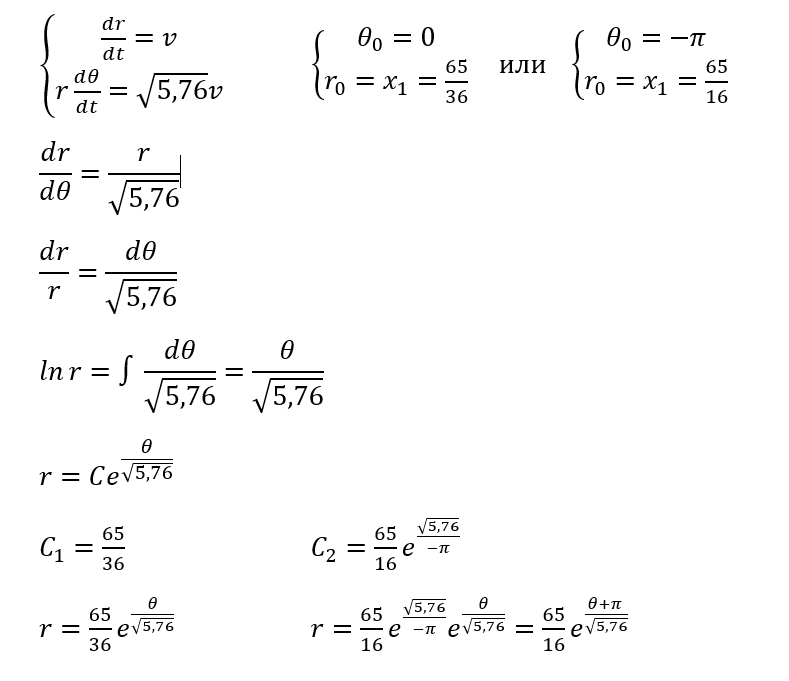 { dr/dt = v, r dθ/dt = √5,76 v    { θ₀ = 0, r₀ = x₁ = 65/36 или { θ₀ = −π, r₀ = x₁ = 65/16
dr/dθ = r/√5,76
dr/r = dθ/√5,76
ln r = ∫ dθ/√5,76 = θ/√5,76
r = Ce^(θ/√5,76)
C₁ = 65/36    C₂ = 65/16 e^(√5,76/−π)
r = 65/36 e^(θ/√5,76)    r = 65/16 e^(√5,76/−π) e^(θ/√5,76) = 65/16 e^((θ+π)/√5,76)